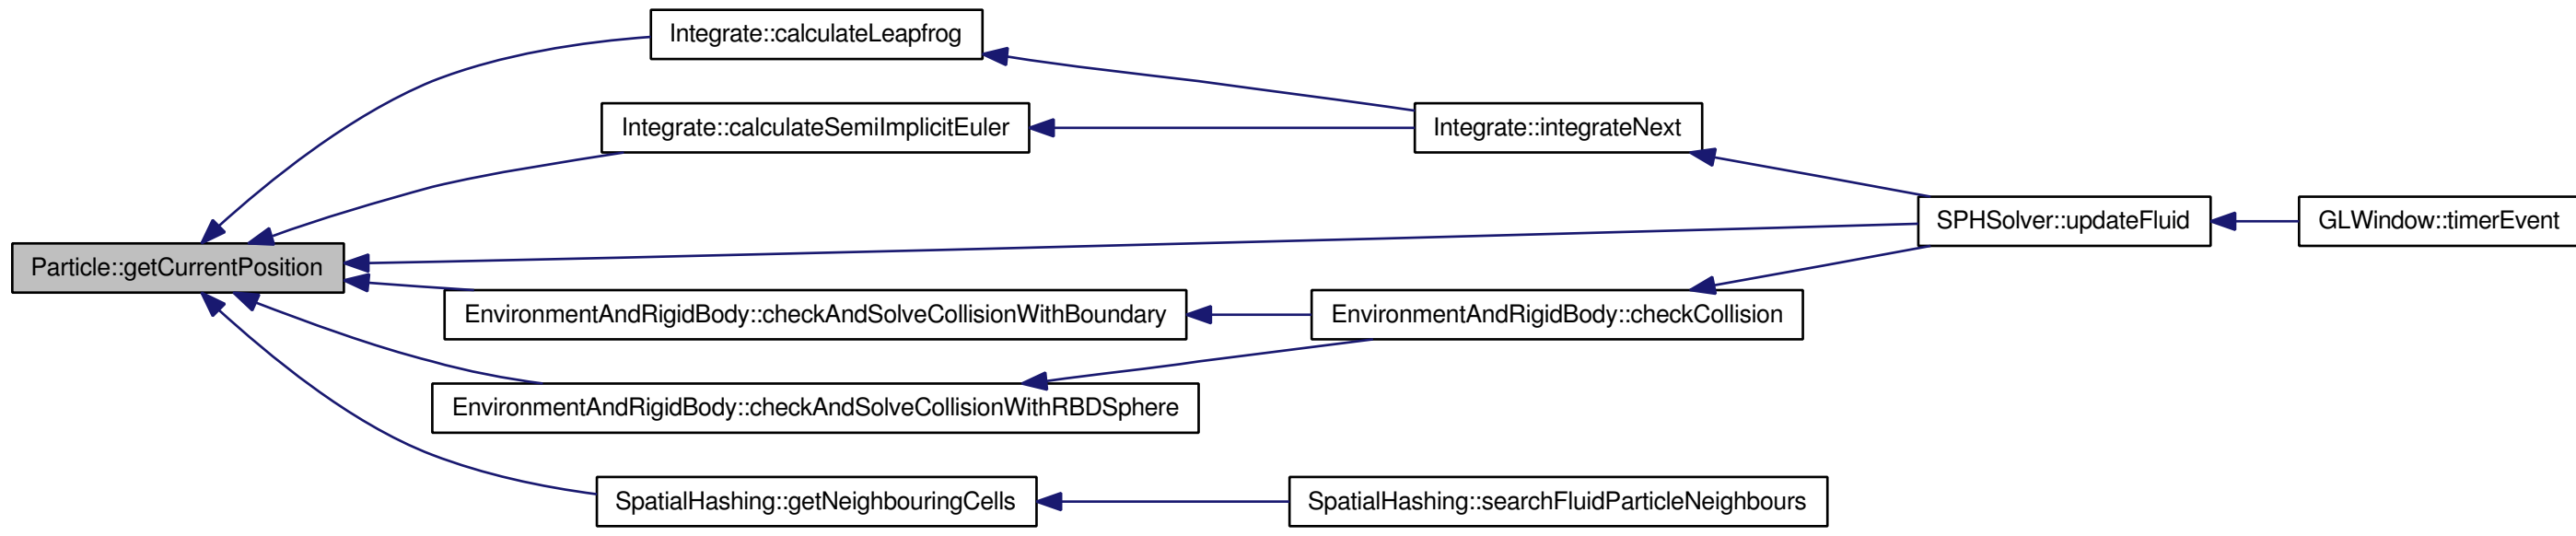 Integrate::calculateLeapfrog
Integrate::calculateSemiImplicitEuler
Integrate::integrateNext
SPHSolver::updateFluid
GLWindow::timerEvent
Particle::getCurrentPosition
EnvironmentAndRigidBody::checkAndSolveCollisionWithBoundary
EnvironmentAndRigidBody::checkCollision
EnvironmentAndRigidBody::checkAndSolveCollisionWithRBDSphere
SpatialHashing::getNeighbouringCells
SpatialHashing::searchFluidParticleNeighbours